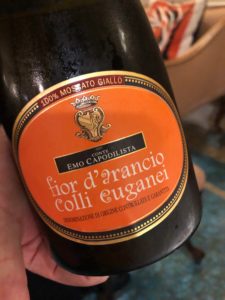 100% MOSCATO GIALLO
CONTE
EMO CAPODILISTA
fior d'Arancio
colli Euganei
DENOMINAZIONE DI ORIGINE CONTROLLATA E GARANTITA